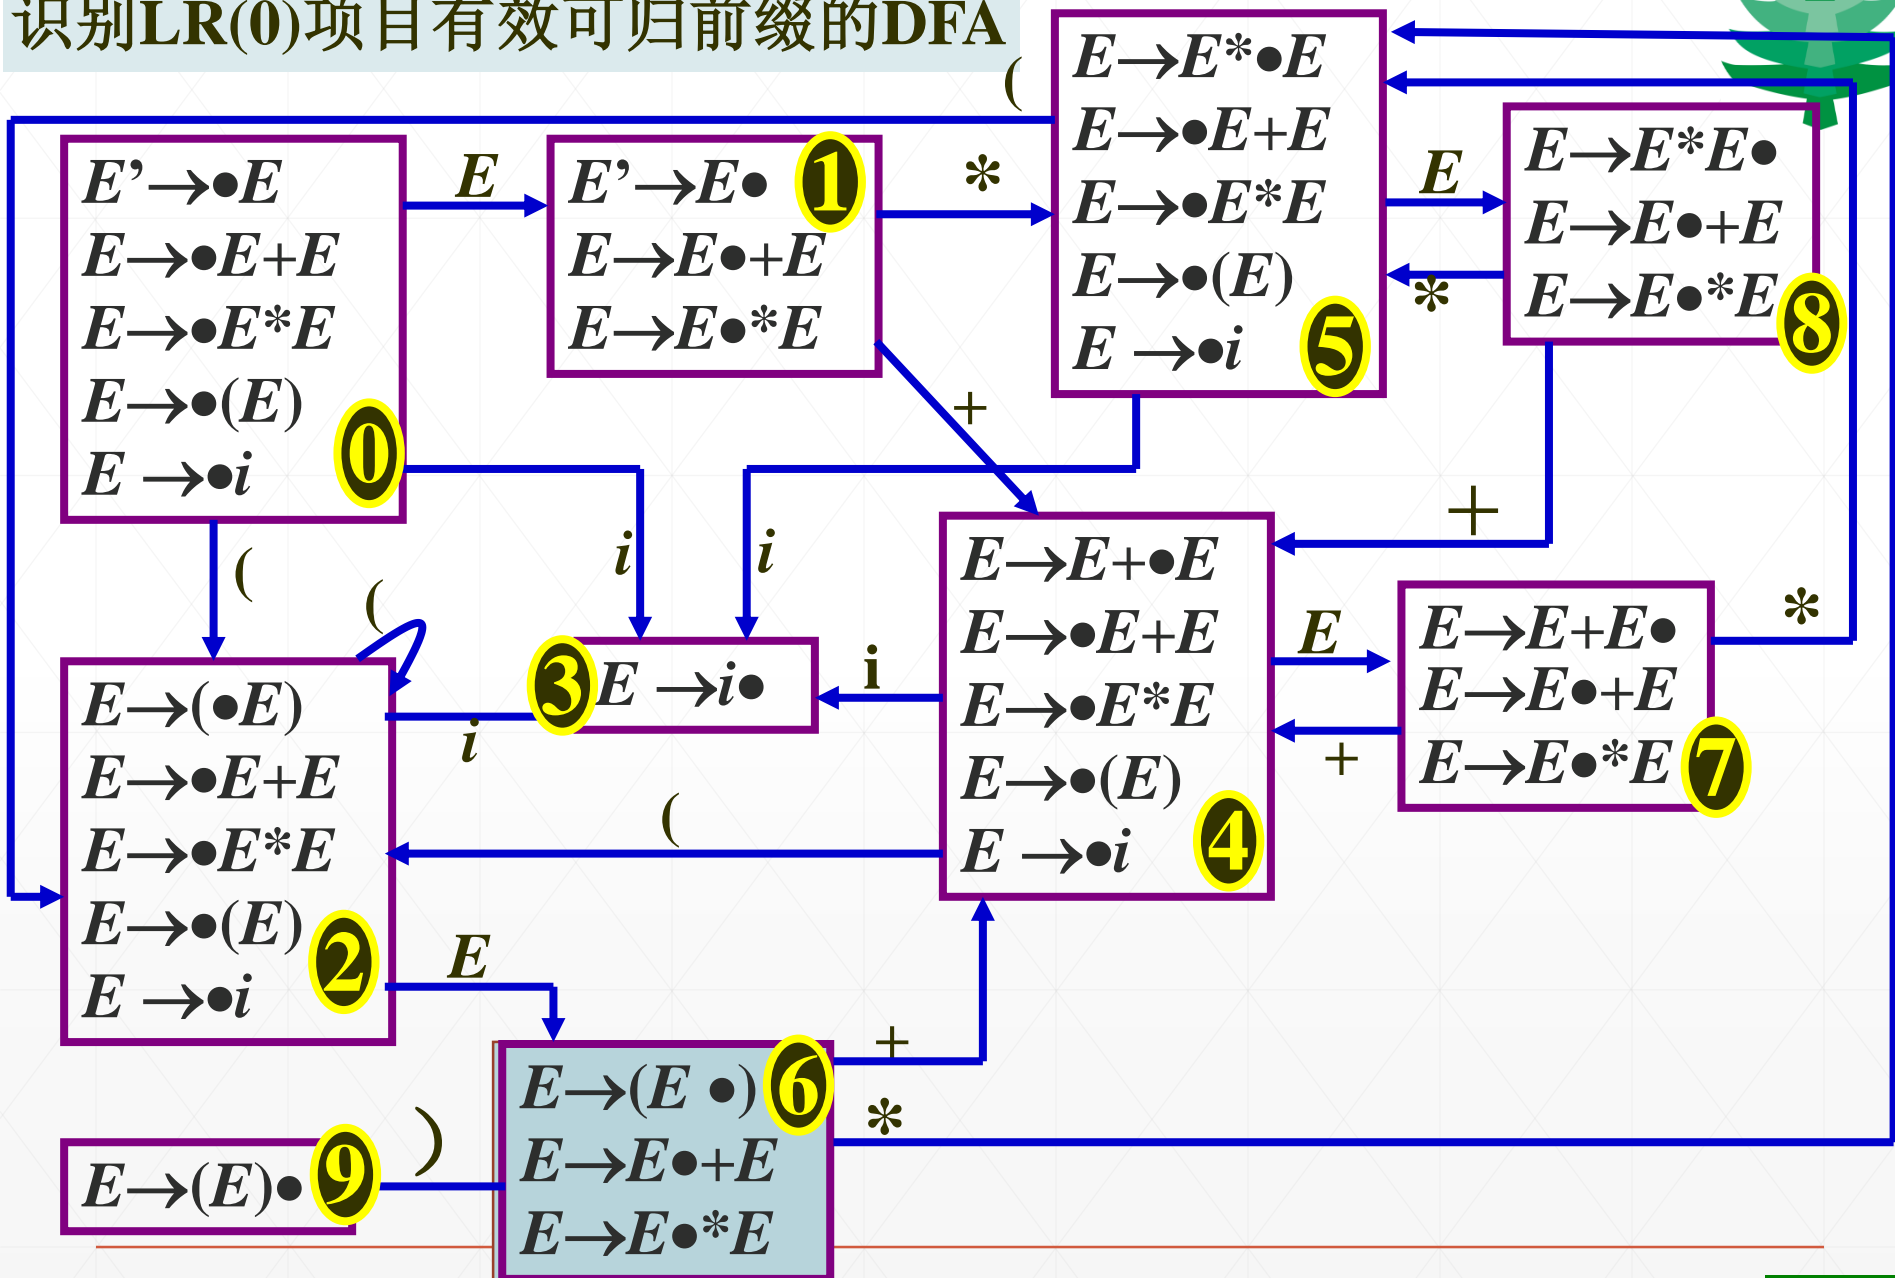 识别LR(0)项目有效可归前缀的DFA
E’→•E
E→•E+E
E→•E*E
E→•(E)
E →•i
0
E
E’→E•
E→E•+E
E→E•*E
1
*
+
(
E→E*•E
E→•E+E
E→•E*E
E→•(E)
E →•i
5
E
*
E→E*E•
E→E•+E
E→E•*E
8
+
(
(
i
i
E→(•E)
E→•E+E
E→•E*E
E→•(E)
E →•i
2
i
3
E →i•
i
(
E→E+•E
E→•E+E
E→•E*E
E→•(E)
E →•i
4
E
+
E→E+E•
E→E•+E
E→E•*E
7
*
E
E→(E •)
E→E•+E
E→E•*E
6
+
*
)
E→(E)•
9